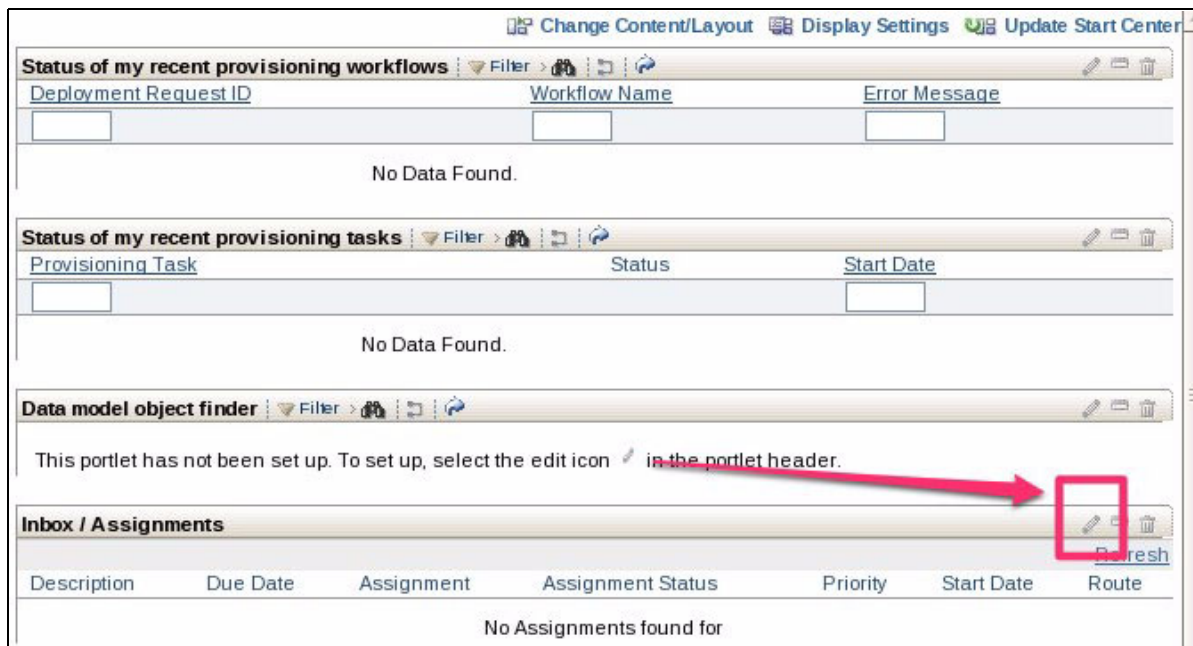 Change Content/Layout Display Settings Update Start Center
Status of my recent provisioning workflows Filter >
Deployment Request ID Workflow Name Error Message
No Data Found.
Status of my recent provisioning tasks Filter >
Provisioning Task Status Start Date
No Data Found.
Data model object finder Filter >
This portlet has not been set up. To set up, select the edit icon in the portlet header.
Inbox / Assignments
Refresh
Description Due Date Assignment Assignment Status Priority Start Date Route
No Assignments found for